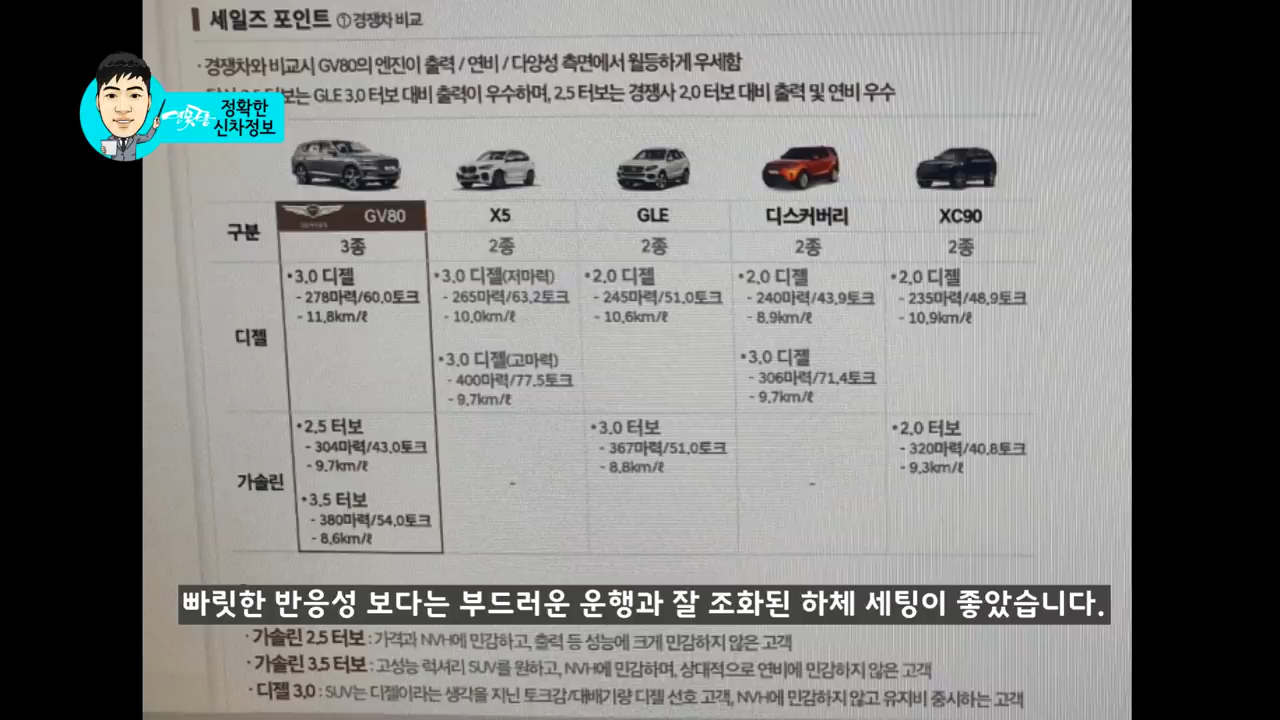 세일즈 포인트 ① 경쟁차 비교
· 경쟁차와 비교시 GV80의 엔진이 출력 / 연비 / 다양성 측면에서 월등하게 우세함
터보는 GLE 3.0 터보 대비 출력이 우수하며, 2.5 터보는 경쟁사 2.0 터보 대비 출력 및 연비 우수
정확한
신차정보
구분 GV80 X5 GLE 디스커버리 XC90
3종 2종 2종 2종 2종
디젤
•3.0 디젤
- 278마력/60.0토크
- 11.8km/ℓ
•3.0 디젤(저마력)
- 265마력/63.2토크
- 10.0km/ℓ
•3.0 디젤(고마력)
- 400마력/77.5토크
- 9.7km/ℓ
•2.0 디젤
- 245마력/51.0토크
- 10.6km/ℓ
•2.0 디젤
- 240마력/43.9토크
- 8.9km/ℓ
•3.0 디젤
- 306마력/71.4토크
- 9.7km/ℓ
•2.0 디젤
- 235마력/48.9토크
- 10.9km/ℓ
가솔린
•2.5 터보
- 304마력/43.0토크
- 9.7km/ℓ
•3.5 터보
- 380마력/54.0토크
- 8.6km/ℓ
-
•3.0 터보
- 367마력/51.0토크
- 8.8km/ℓ
-
•2.0 터보
- 320마력/40.8토크
- 9.3km/ℓ
빠릿한 반응성 보다는 부드러운 운행과 잘 조화된 하체 세팅이 좋았습니다.
· 가솔린 2.5 터보 : 가격과 NVH에 민감하고, 출력 등 성능에 크게 민감하지 않은 고객
· 가솔린 3.5 터보 : 고성능 럭셔리 SUV를 원하고, NVH에 민감하며, 상대적으로 연비에 민감하지 않은 고객
· 디젤 3.0 : SUV는 디젤이라는 생각을 지닌 토크감/대배기량 디젤 선호 고객, NVH에 민감하지 않고 유지비 중시하는 고객